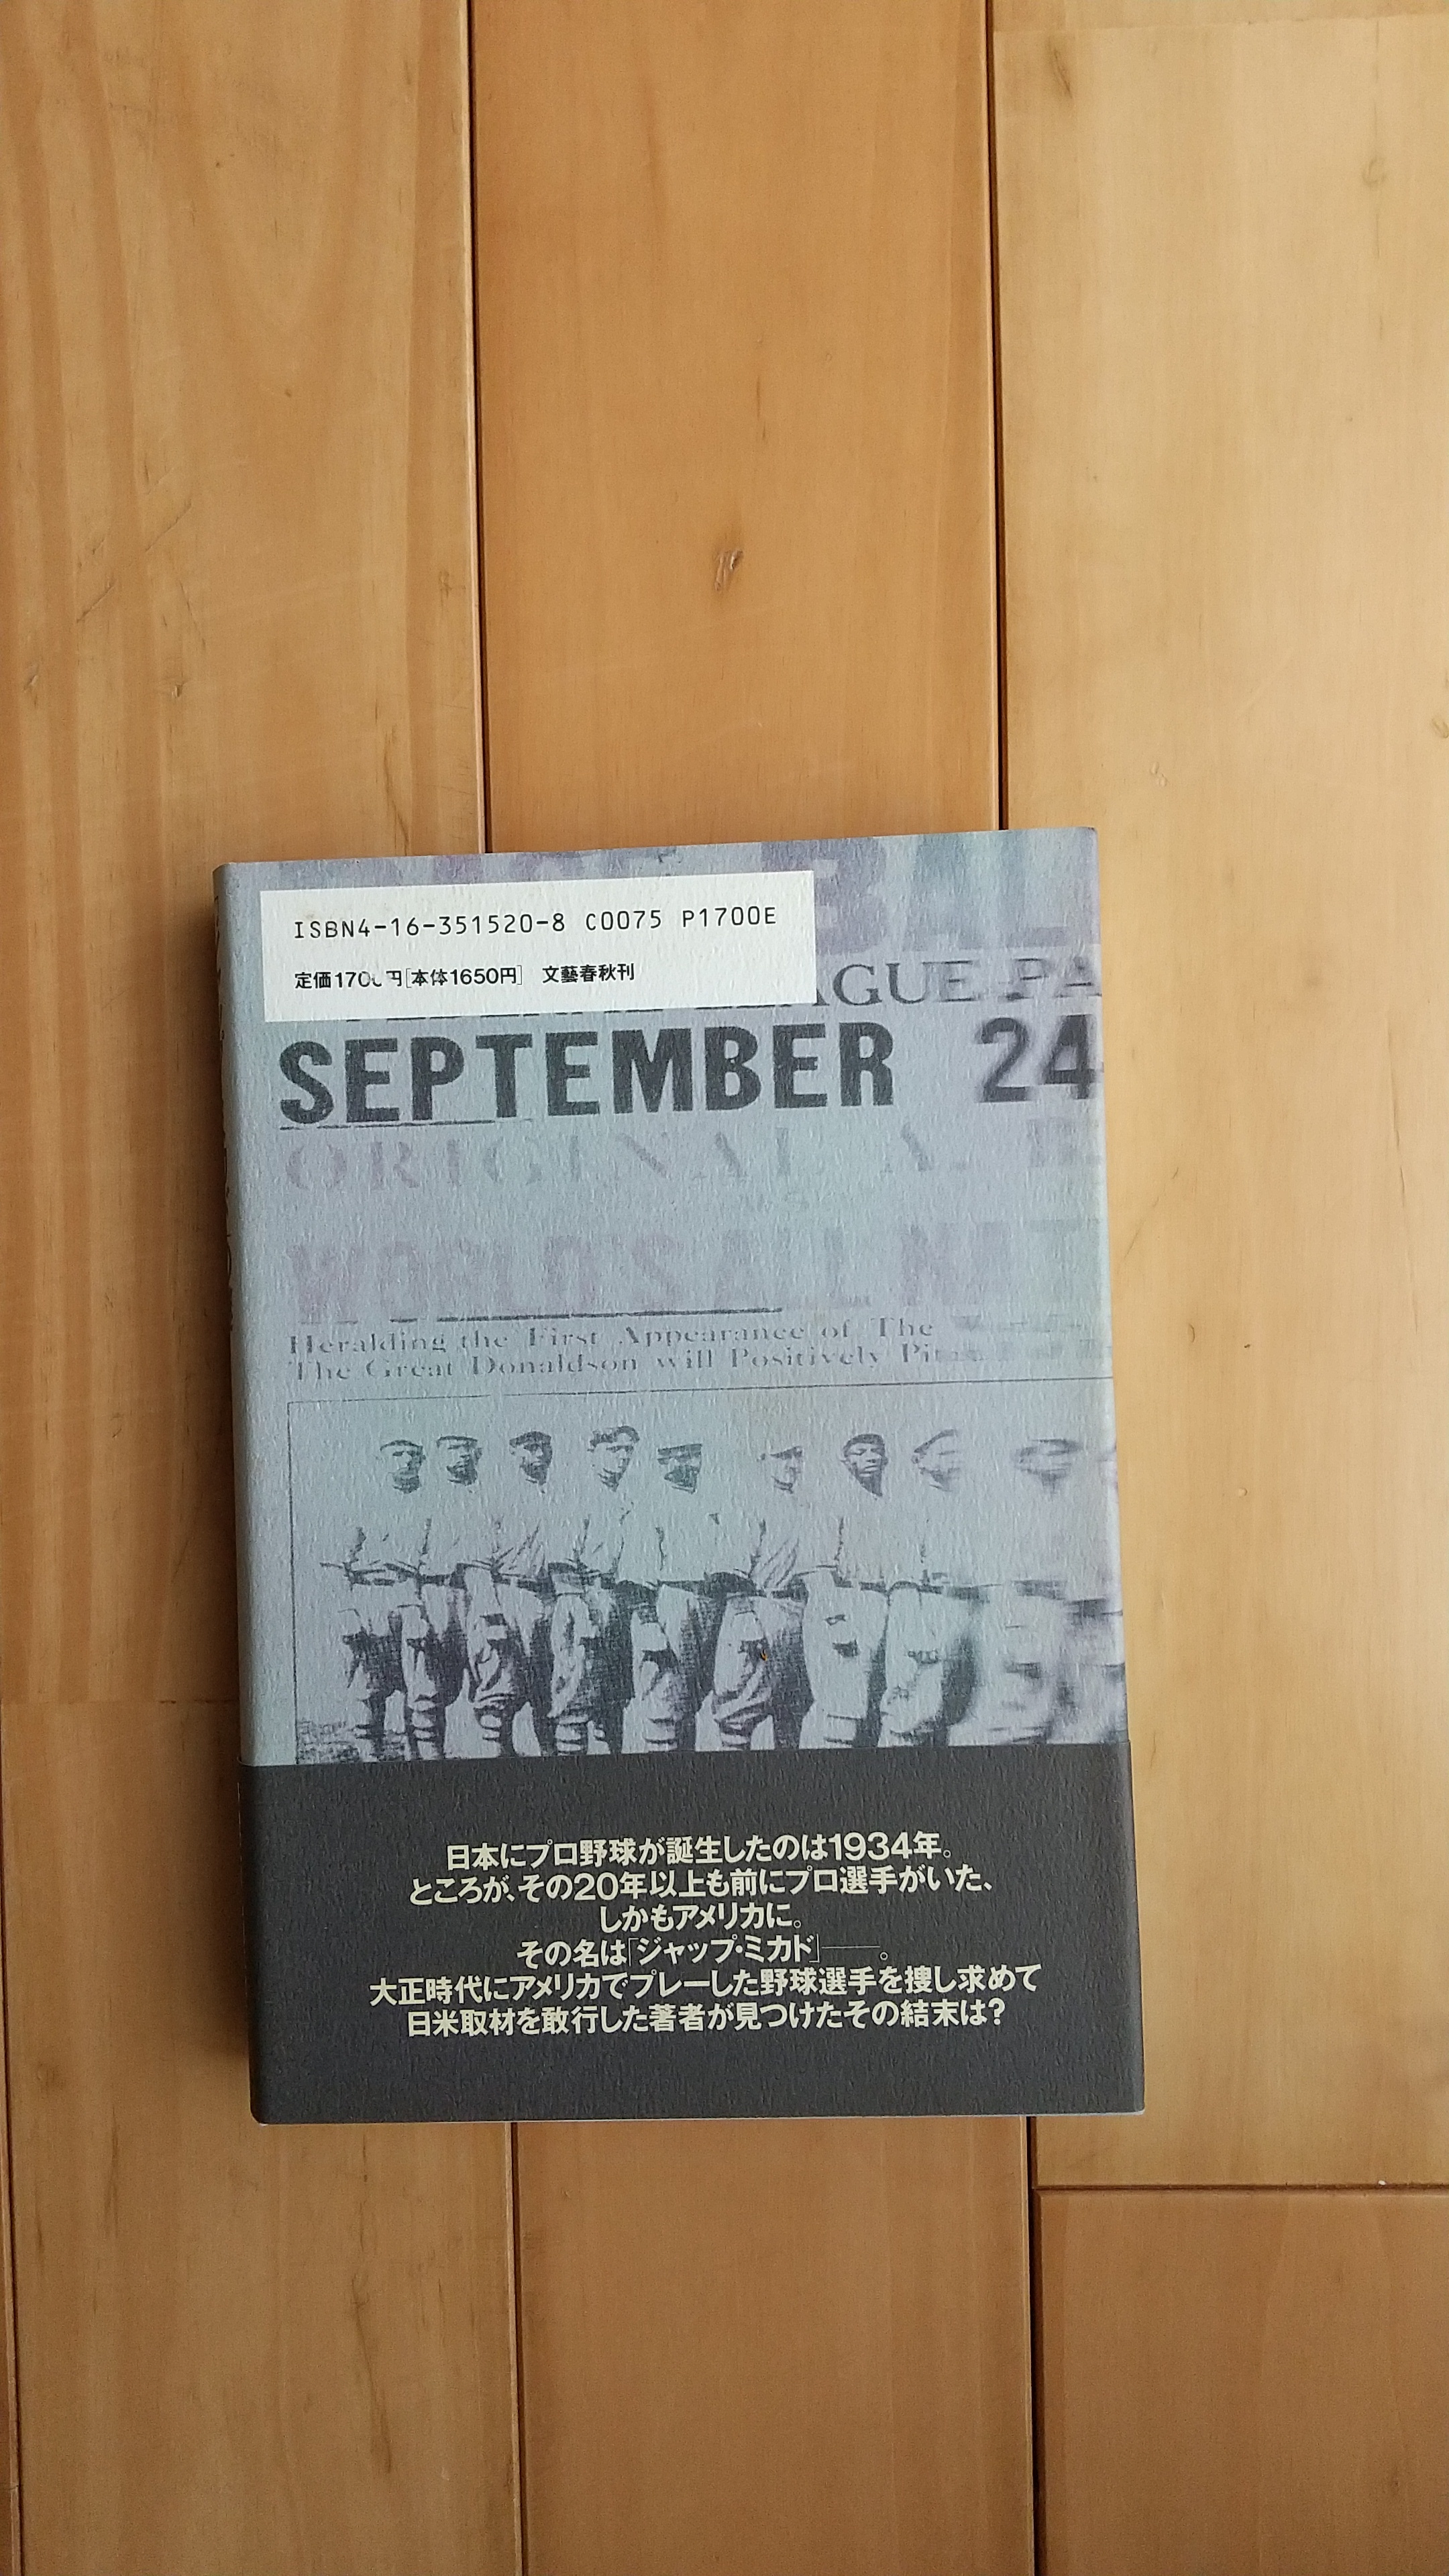 ISBN4-16-351520-8 C0075 P1700E
定価1700円[本体1650円] 文藝春秋刊
AGUE PA
SEPTEMBER 24
ORIGINAL A
WORLD'S ALL NAT
Heralding the First Appearance of The
The Great Donaldson will Positively
日本にプロ野球が誕生したのは1934年。
ところが、その20年以上も前にプロ選手がいた、
しかもアメリカに。
その名は「ジャップ・ミカド」――。
大正時代にアメリカでプレーした野球選手を捜し求めて
日米取材を敢行した著者が見つけたその結末は?